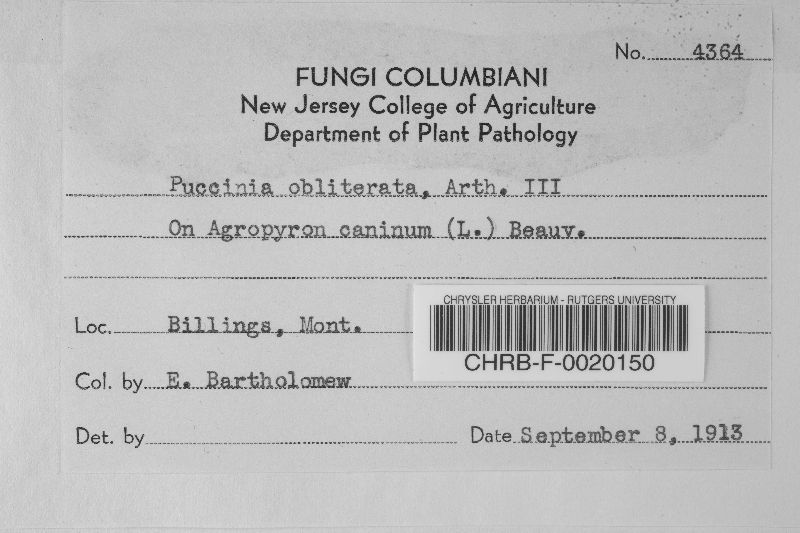 No. 4364
FUNGI COLUMBIANI
New Jersey College of Agriculture
Department of Plant Pathology
Puccinia obliterata, Arth. III
On Agropyron caninum (L.) Beauv.
Loc. Billings, Mont.
CHRYSLER HERBARIUM - RUTGERS UNIVERSITY
CHRB-F-0020150
Col. by E. Bartholomew
Det. by
Date September 8, 1913